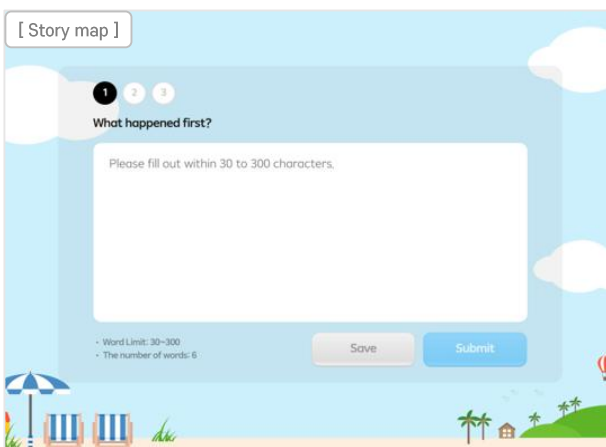 [ Story map ]
1 2 3
What happened first?
Please fill out within 30 to 300 characters.
• Word Limit: 30~300
• The number of words: 6
Save
Submit